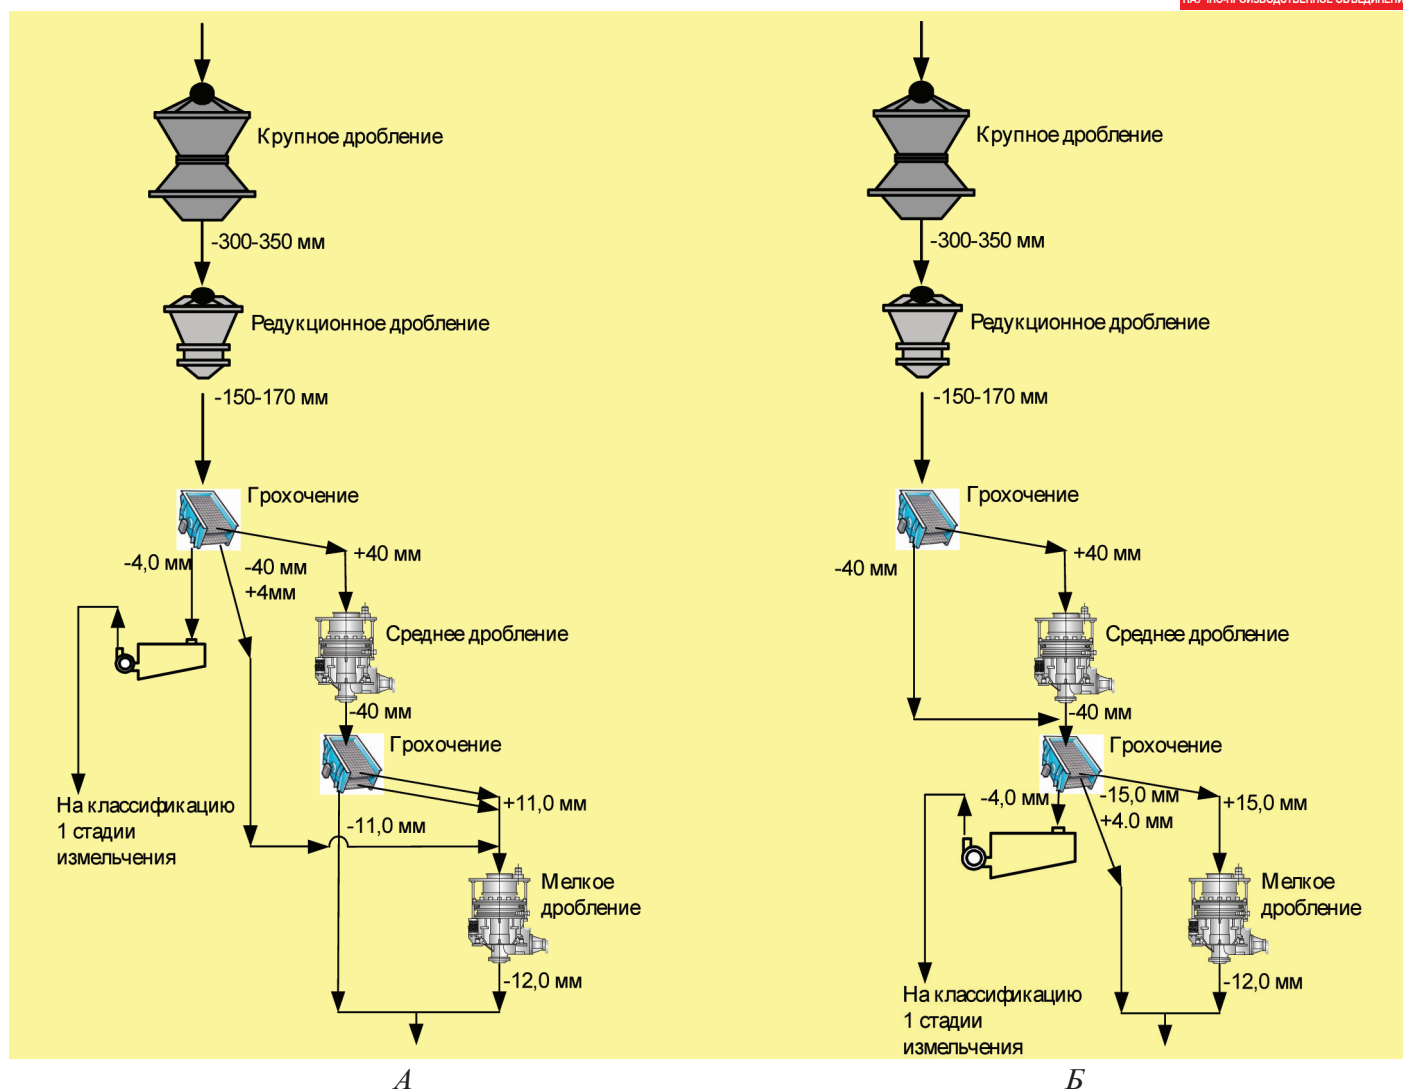 НАУЧНО-ПРОИЗВОДСТВЕННОЕ ОБЪЕДИНЕНИЕ
Крупное дробление
-300-350 мм
Редукционное дробление
-150-170 мм
Грохочение
-4,0 мм
-40 мм
+4мм
+40 мм
Среднее дробление
-40 мм
Грохочение
+11,0 мм
-11,0 мм
На классификацию
1 стадии
измельчения
Мелкое
дробление
-12,0 мм
А
Крупное дробление
-300-350 мм
Редукционное дробление
-150-170 мм
Грохочение
-40 мм
+40 мм
Среднее дробление
-40 мм
Грохочение
-4,0 мм
-15,0 мм
+4.0 мм
+15,0 мм
Мелкое
дробление
-12,0 мм
На классификацию
1 стадии
измельчения
Б